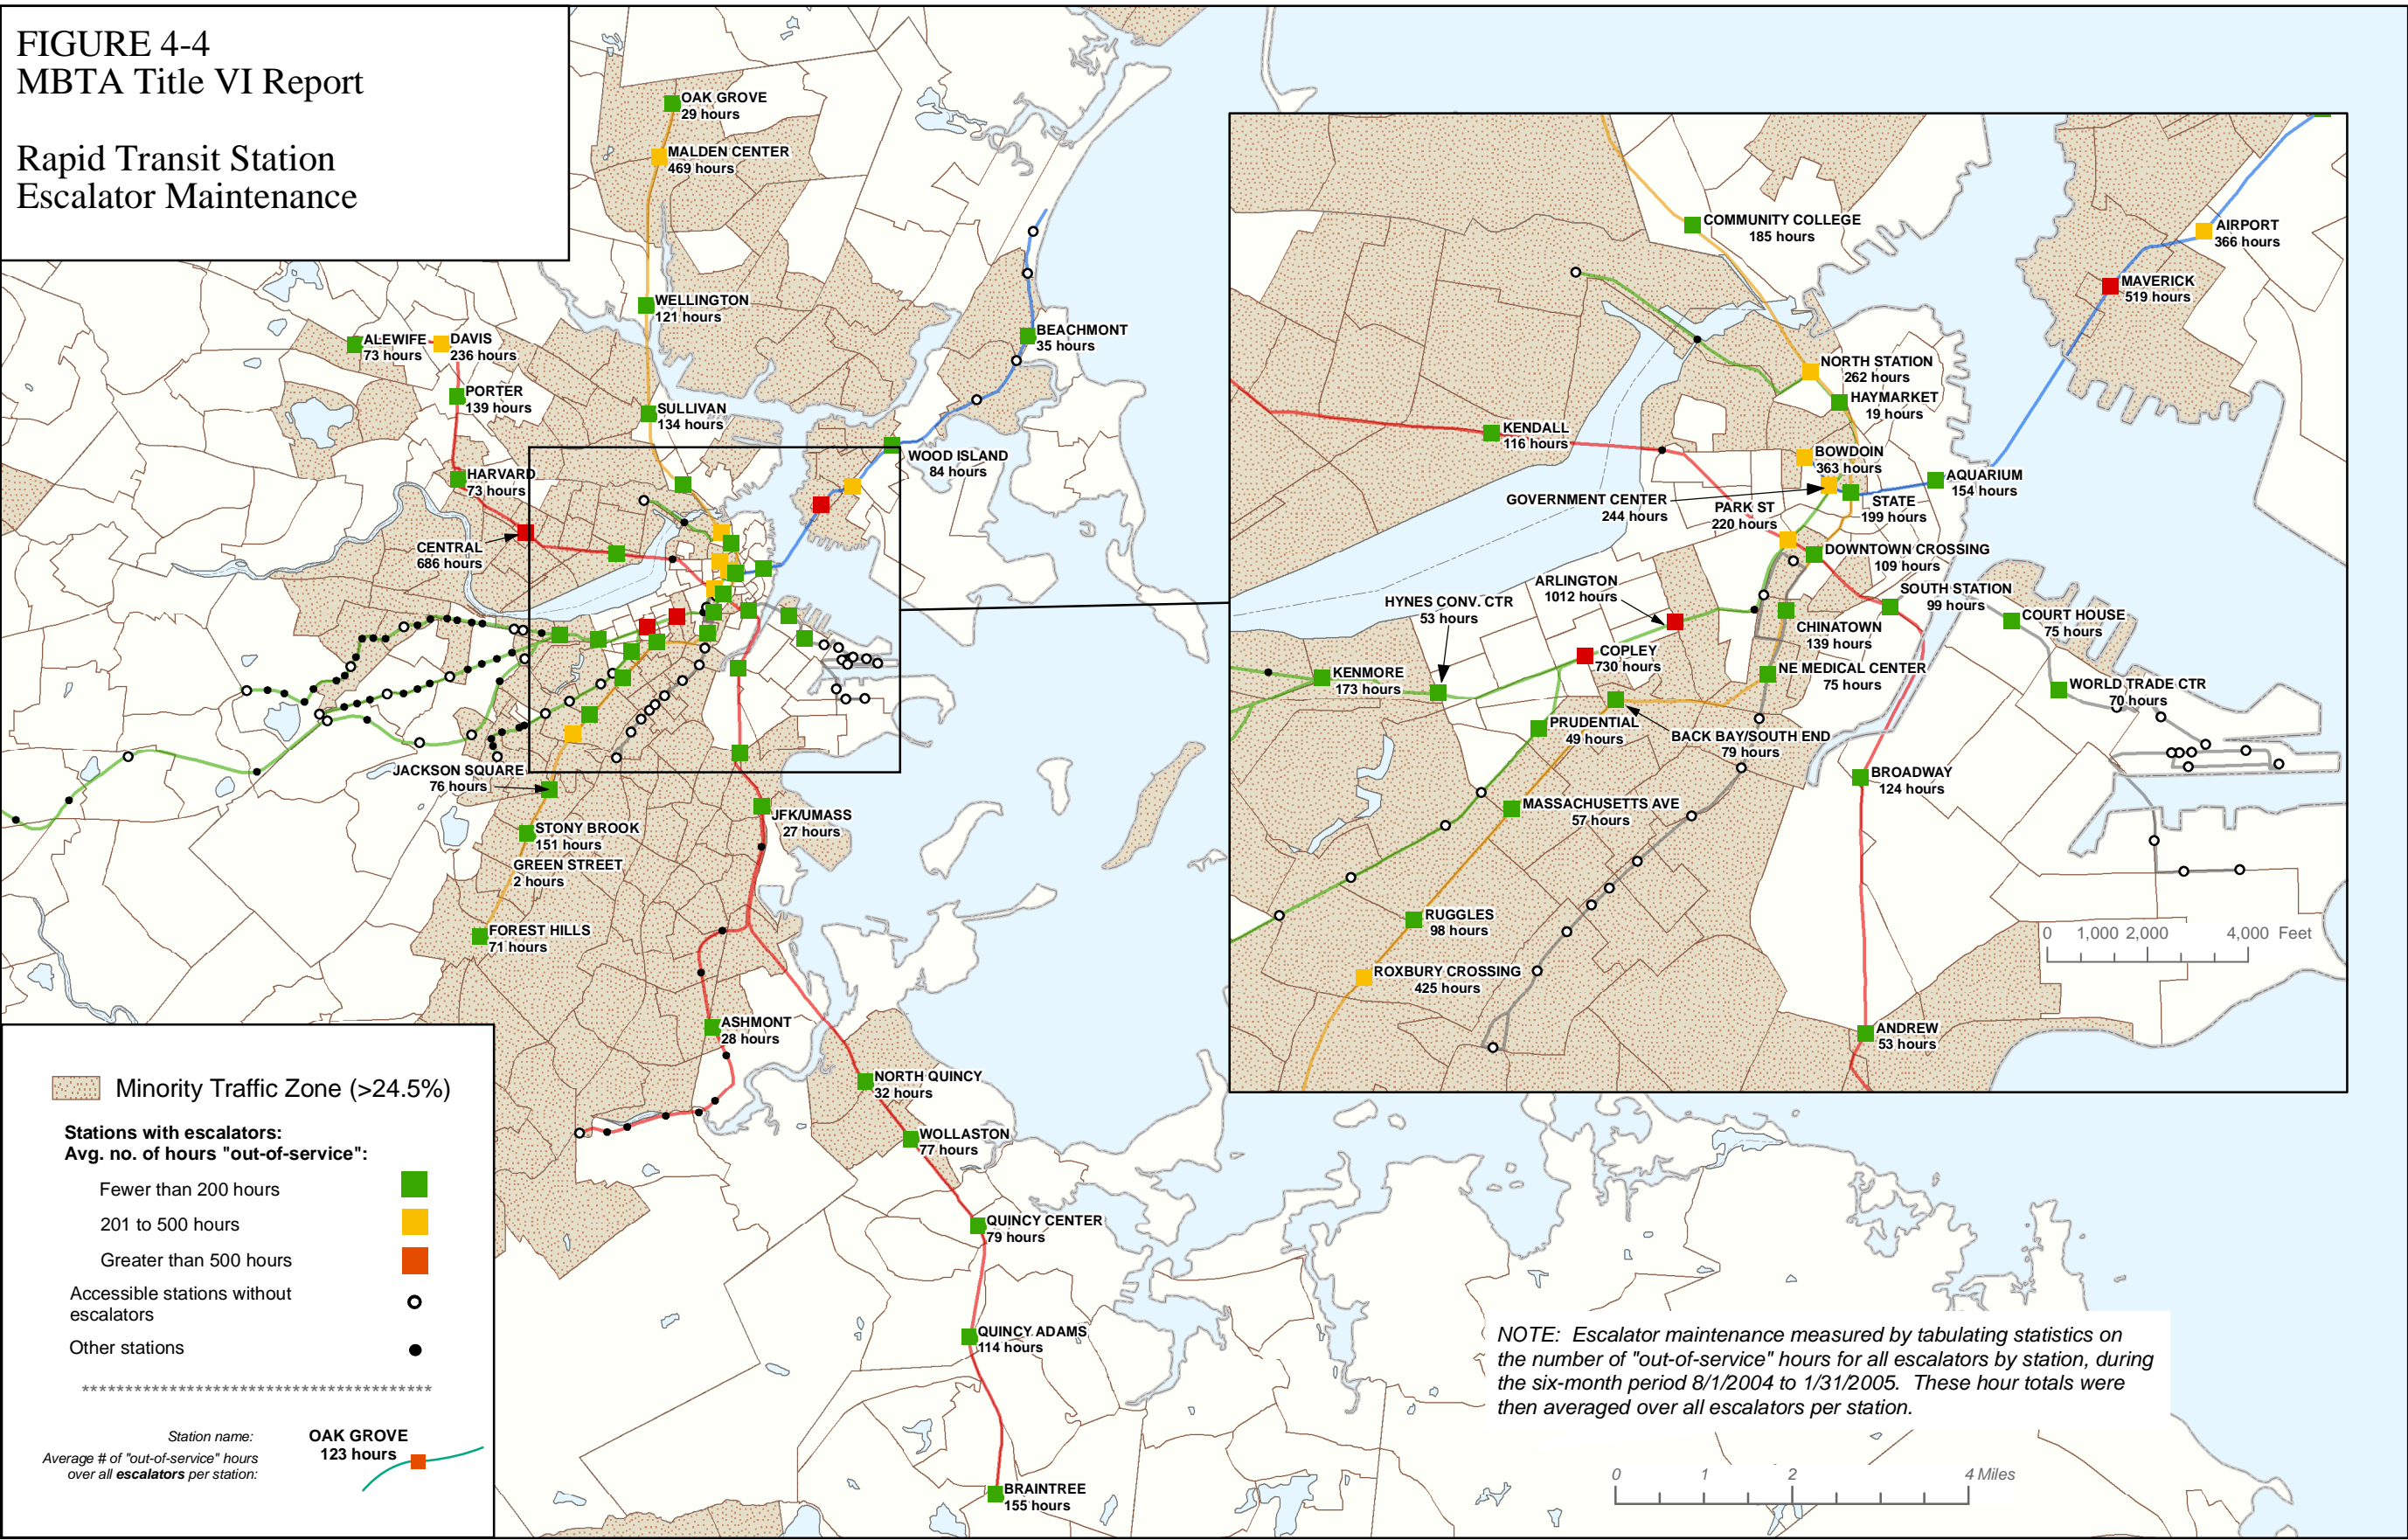 FIGURE 4-4
MBTA Title VI Report
Rapid Transit Station
Escalator Maintenance
OAK GROVE
29 hours
MALDEN CENTER
469 hours
WELLINGTON
121 hours
ALEWIFE
73 hours
DAVIS
236 hours
PORTER
139 hours
SULLIVAN
134 hours
BEACHMONT
35 hours
HARVARD
73 hours
WOOD ISLAND
84 hours
CENTRAL
686 hours
JACKSON SQUARE
76 hours
STONY BROOK
151 hours
GREEN STREET
2 hours
FOREST HILLS
71 hours
JFK/UMASS
27 hours
ASHMONT
28 hours
NORTH QUINCY
32 hours
WOLLASTON
77 hours
QUINCY CENTER
79 hours
QUINCY ADAMS
114 hours
BRAINTREE
155 hours
COMMUNITY COLLEGE
185 hours
AIRPORT
366 hours
MAVERICK
519 hours
NORTH STATION
262 hours
HAYMARKET
19 hours
KENDALL
116 hours
BOWDOIN
363 hours
AQUARIUM
154 hours
GOVERNMENT CENTER
244 hours
STATE
199 hours
PARK ST
220 hours
DOWNTOWN CROSSING
109 hours
ARLINGTON
1012 hours
SOUTH STATION
99 hours
HYNES CONV. CTR
53 hours
COURT HOUSE
75 hours
CHINATOWN
139 hours
COPLEY
730 hours
KENMORE
173 hours
NE MEDICAL CENTER
75 hours
WORLD TRADE CTR
70 hours
PRUDENTIAL
49 hours
BACK BAY/SOUTH END
79 hours
BROADWAY
124 hours
MASSACHUSETTS AVE
57 hours
RUGGLES
98 hours
ROXBURY CROSSING
425 hours
ANDREW
53 hours
0 1,000 2,000 4,000 Feet
Minority Traffic Zone (>24.5%)
Stations with escalators:
Avg. no. of hours "out-of-service":
Fewer than 200 hours
201 to 500 hours
Greater than 500 hours
Accessible stations without
escalators
Other stations
****************************************
Station name:
OAK GROVE
123 hours
Average # of "out-of-service" hours
over all escalators per station:
NOTE: Escalator maintenance measured by tabulating statistics on
the number of "out-of-service" hours for all escalators by station, during
the six-month period 8/1/2004 to 1/31/2005. These hour totals were
then averaged over all escalators per station.
0 1 2 4 Miles